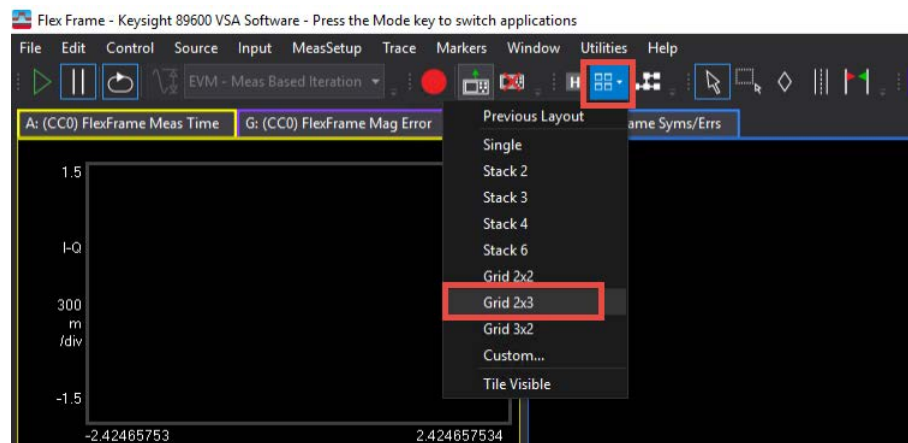 Flex Frame - Keysight 89600 VSA Software - Press the Mode key to switch applications
File Edit Control Source Input MeasSetup Trace Markers Window Utilities Help
EVM - Meas Based Iteration
A: (CC0) FlexFrame Meas Time G: (CC0) FlexFrame Mag Error ame Syms/Errs
Previous Layout
Single
Stack 2
Stack 3
Stack 4
Stack 6
Grid 2x2
Grid 2x3
Grid 3x2
Custom...
Tile Visible
1.5
I-Q
300
m
/div
-1.5
-2.42465753 2.424657534